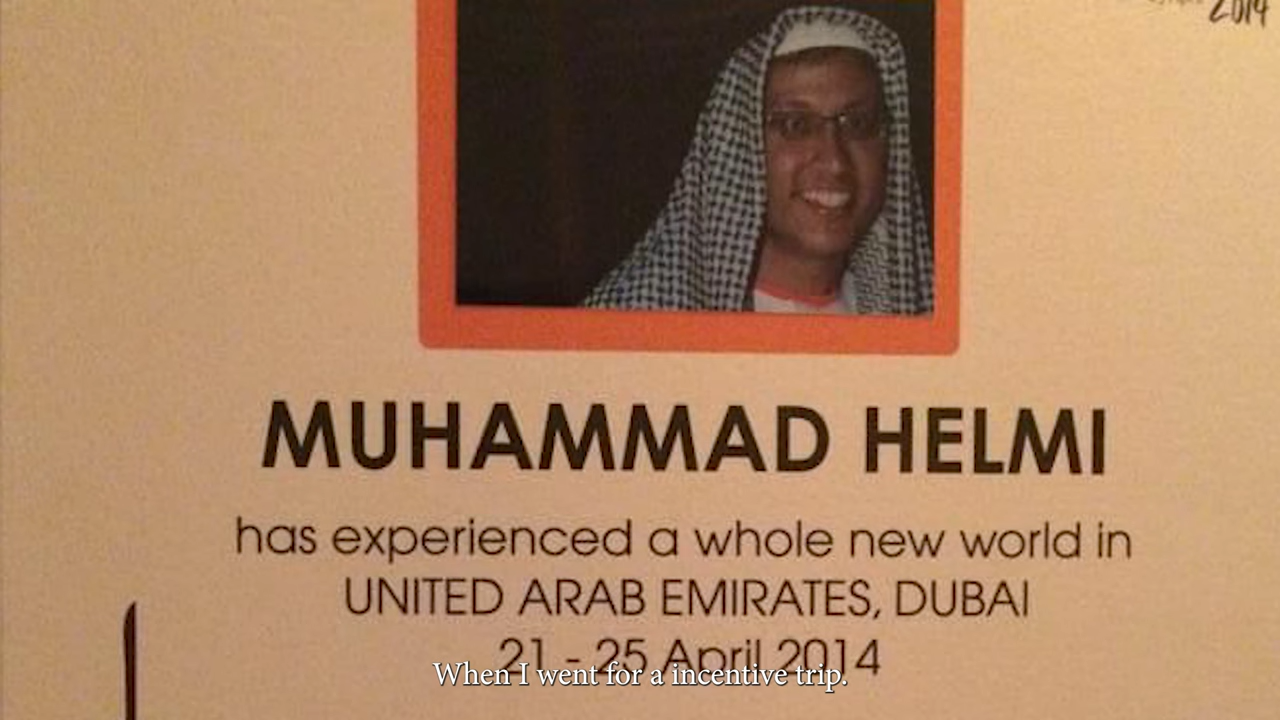 2014
MUHAMMAD HELMI
has experienced a whole new world in
UNITED ARAB EMIRATES, DUBAI
21 - 25 April 2014
When I went for a incentive trip.